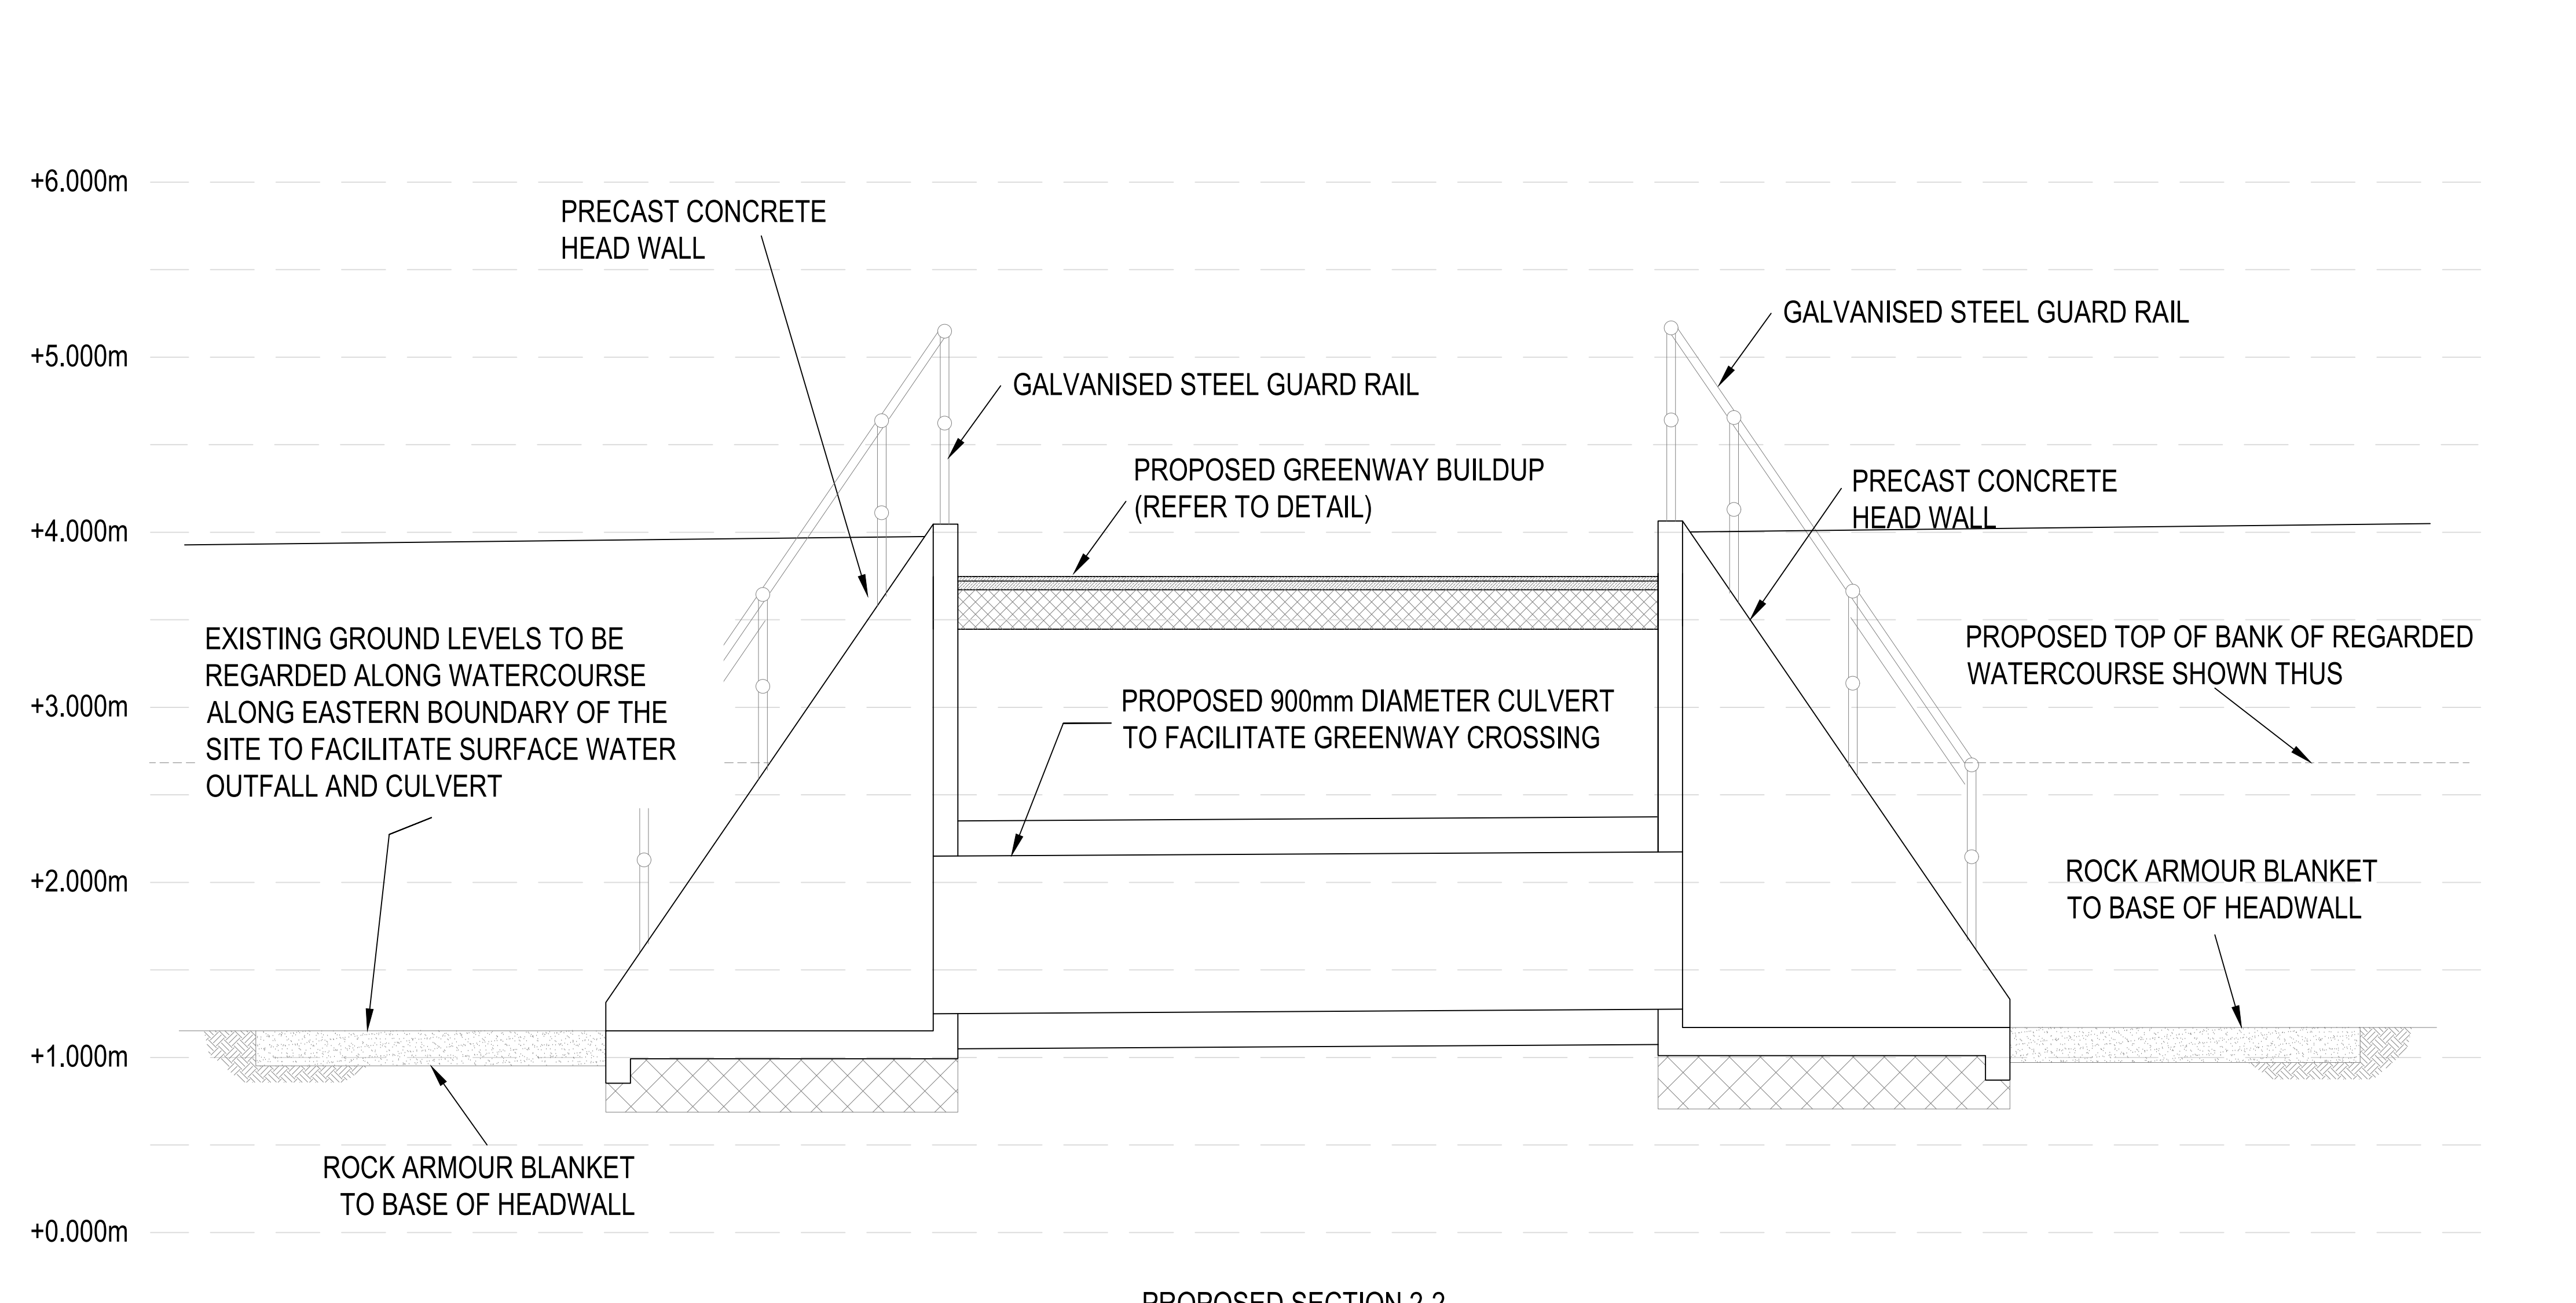 +6.000m
PRECAST CONCRETE
HEAD WALL
GALVANISED STEEL GUARD RAIL
+5.000m
GALVANISED STEEL GUARD RAIL
PROPOSED GREENWAY BUILDUP
(REFER TO DETAIL)
PRECAST CONCRETE
HEAD WALL
+4.000m
EXISTING GROUND LEVELS TO BE
REGARDED ALONG WATERCOURSE
ALONG EASTERN BOUNDARY OF THE
SITE TO FACILITATE SURFACE WATER
OUTFALL AND CULVERT
PROPOSED TOP OF BANK OF REGARDED
WATERCOURSE SHOWN THUS
+3.000m
PROPOSED 900mm DIAMETER CULVERT
TO FACILITATE GREENWAY CROSSING
+2.000m
ROCK ARMOUR BLANKET
TO BASE OF HEADWALL
+1.000m
ROCK ARMOUR BLANKET
TO BASE OF HEADWALL
+0.000m
PROPOSED SECTION 2-2